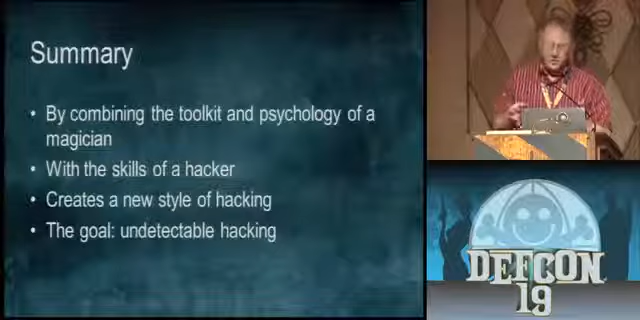 Summary
• By combining the toolkit and psychology of a
magician
• With the skills of a hacker
• Creates a new style of hacking
• The goal: undetectable hacking
DEFCON
19